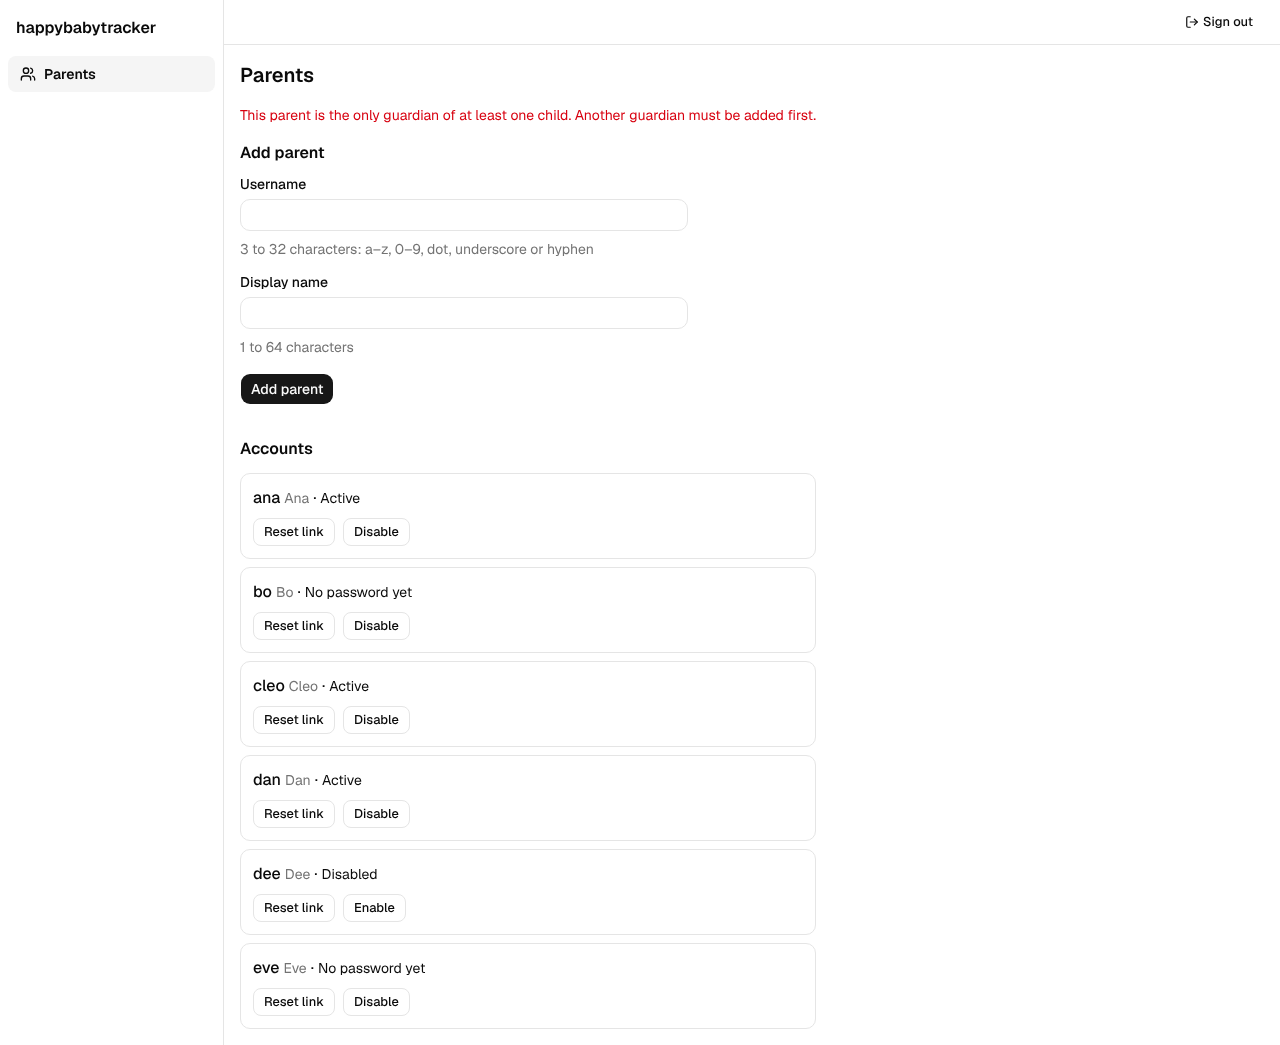 happybabytracker
Sign out
Parents
Parents
This parent is the only guardian of at least one child. Another guardian must be added first.
Add parent
Username
3 to 32 characters: a–z, 0–9, dot, underscore or hyphen
Display name
1 to 64 characters
Add parent
Accounts
ana Ana · Active
Reset link Disable
bo Bo · No password yet
Reset link Disable
cleo Cleo · Active
Reset link Disable
dan Dan · Active
Reset link Disable
dee Dee · Disabled
Reset link Enable
eve Eve · No password yet
Reset link Disable